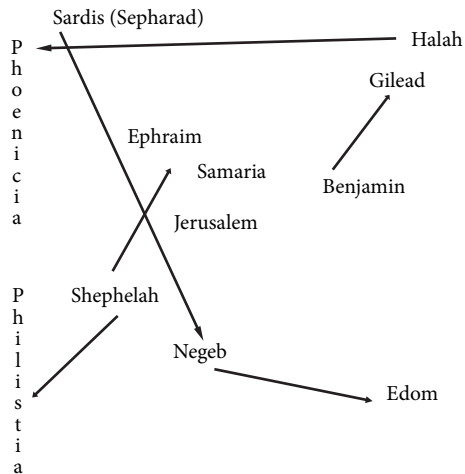 Sardis (Sepharad)
Halah
Phoenicia
Gilead
Ephraim
Samaria
Benjamin
Jerusalem
Philistia
Shephelah
Negeb
Edom